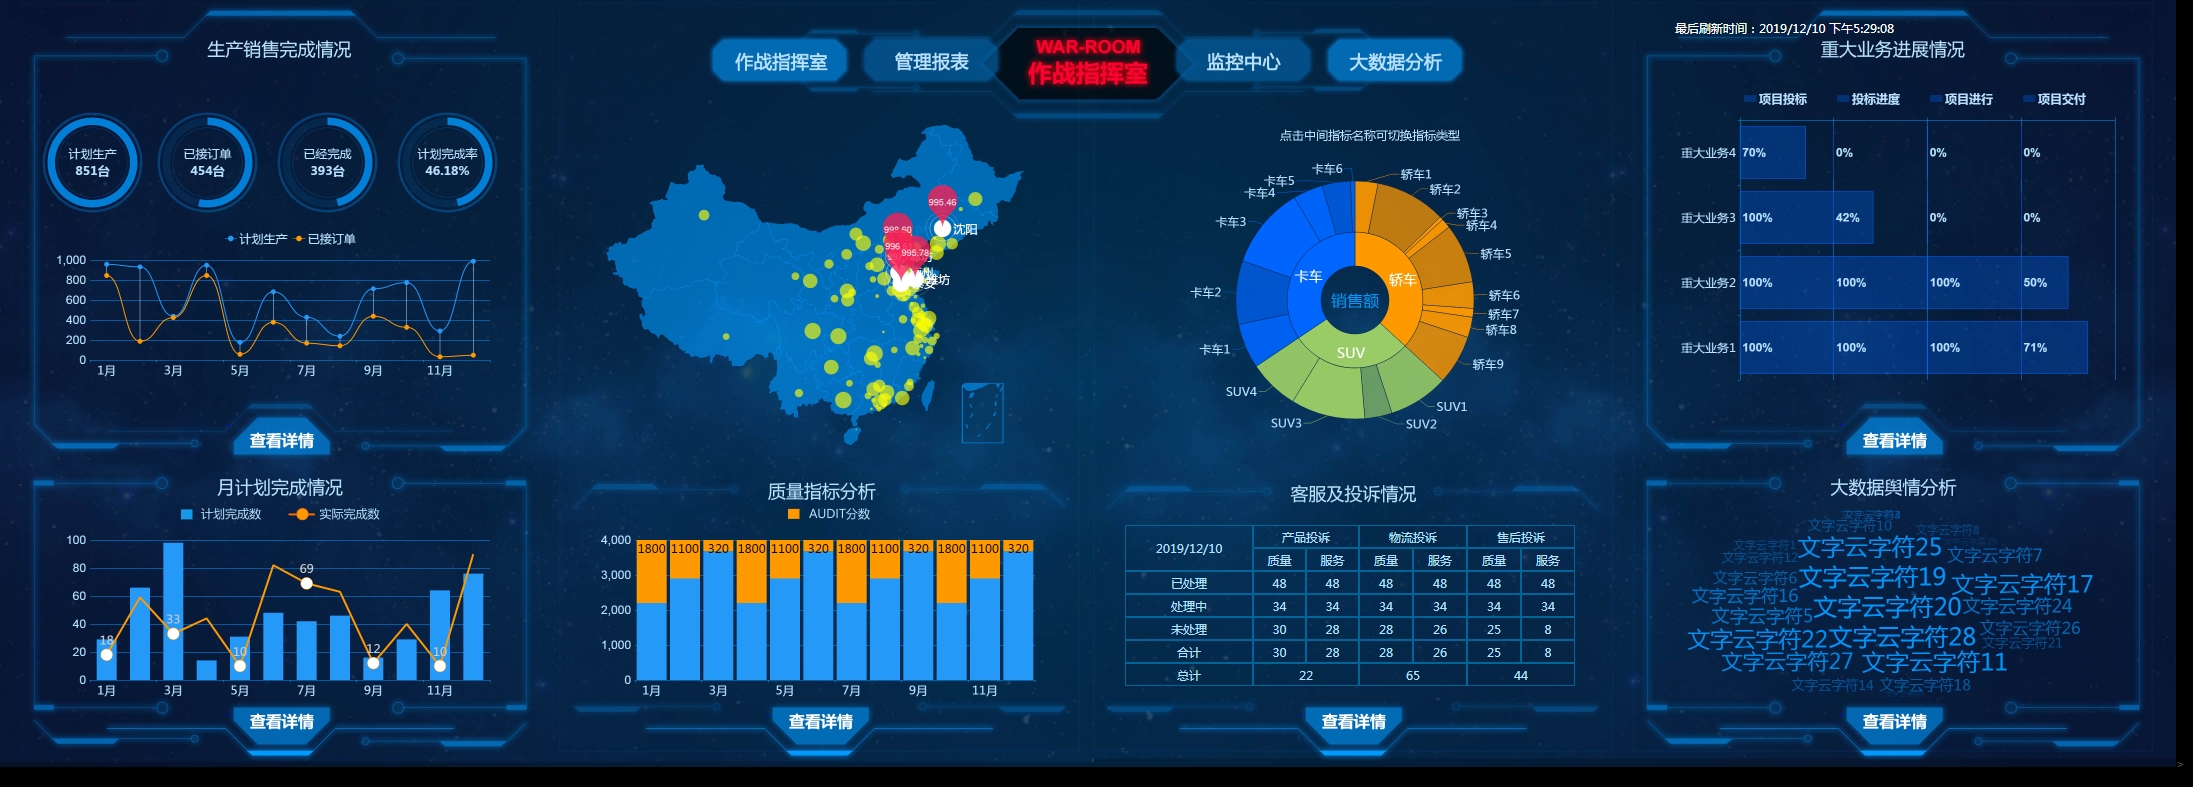 最后刷新时间：2019/12/10 下午5:29:08
作战指挥室
管理报表
WAR-ROOM
作战指挥室
监控中心
大数据分析
生产销售完成情况
计划生产
851台
已接订单
454台
已经完成
393台
计划完成率
46.18%
计划生产 已接订单
1,000
800
600
400
200
0
1月 3月 5月 7月 9月 11月
查看详情
月计划完成情况
计划完成数 实际完成数
100
80
60
40
20
0
18 33 10 69 12 10
1月 3月 5月 7月 9月 11月
查看详情
995.46
沈阳
995.78
潍坊
质量指标分析
AUDIT分数
4,000
3,000
2,000
1,000
0
1800 1100 320 1800 1100 320 1800 1100 320 1800 1100 320
1月 3月 5月 7月 9月 11月
查看详情
点击中间指标名称可切换指标类型
销售额
卡车
轿车
SUV
卡车6
卡车5
卡车4
卡车3
卡车2
卡车1
轿车1
轿车2
轿车3
轿车4
轿车5
轿车6
轿车7
轿车8
轿车9
SUV4
SUV3
SUV2
SUV1
客服及投诉情况
2019/12/10 产品投诉 物流投诉 售后投诉
质量 服务 质量 服务 质量 服务
已处理 48 48 48 48 48 48
处理中 34 34 34 34 34 34
未处理 30 28 28 26 25 8
合计 30 28 28 26 25 8
总计 22 65 44
查看详情
重大业务进展情况
项目投标 投标进度 项目进行 项目交付
重大业务4 70% 0% 0% 0%
重大业务3 100% 42% 0% 0%
重大业务2 100% 100% 100% 50%
重大业务1 100% 100% 100% 71%
查看详情
大数据舆情分析
文字云字符10
文字云字符8
文字云字符25
文字云字符7
文字云字符12
文字云字符6
文字云字符19
文字云字符17
文字云字符16
文字云字符5
文字云字符20
文字云字符24
文字云字符22
文字云字符28
文字云字符26
文字云字符21
文字云字符27
文字云字符11
文字云字符14
文字云字符18
查看详情